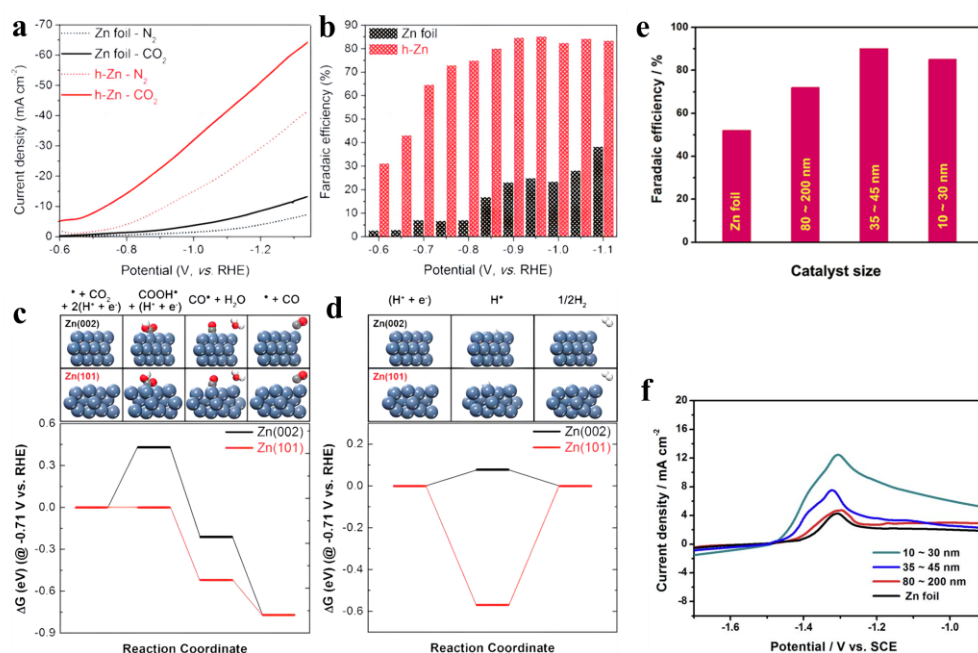 a
Zn foil - N₂
Zn foil - CO₂
h-Zn - N₂
h-Zn - CO₂
Current density (mA cm⁻²)
-70
-60
-50
-40
-30
-20
-10
0
-0.6
-0.8
-1.0
-1.2
Potential (V, vs. RHE)
b
Zn foil
h-Zn
Faradaic efficiency (%)
100
90
80
70
60
50
40
30
20
10
0
-0.6
-0.7
-0.8
-0.9
-1.0
-1.1
Potential (V, vs. RHE)
e
Faradaic efficiency / %
100
80
60
40
20
0
Zn foil
80 ~ 200 nm
35 ~ 45 nm
10 ~ 30 nm
Catalyst size
c
* + CO₂
+ 2(H⁺ + e⁻)
COOH*
+ (H⁺ + e⁻)
CO* + H₂O
* + CO
Zn(002)
Zn(101)
Zn(002)
Zn(101)
ΔG (eV) (@ -0.71 V vs. RHE)
0.6
0.3
0.0
-0.3
-0.6
-0.9
Reaction Coordinate
d
(H⁺ + e⁻)
H*
1/2H₂
Zn(002)
Zn(101)
Zn(002)
Zn(101)
ΔG (eV) (@ -0.71 V vs. RHE)
0.2
0.0
-0.2
-0.4
-0.6
Reaction Coordinate
f
Current density / mA cm⁻²
20
16
12
8
4
0
4
8
10 ~ 30 nm
35 ~ 45 nm
80 ~ 200 nm
Zn foil
-1.6
-1.4
-1.2
-1.0
Potential / V vs. SCE